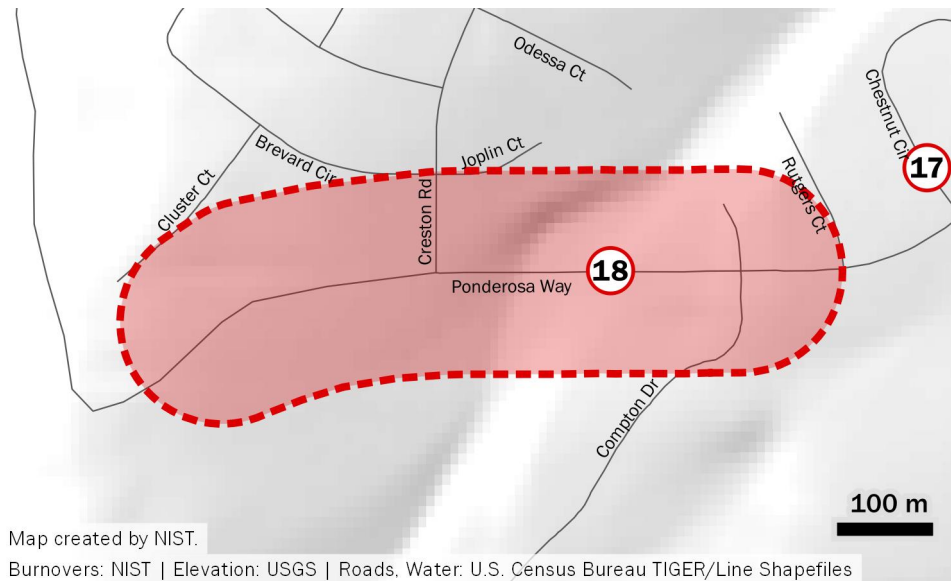 Odessa Ct
Chestnut Cir
Joplin Ct
Brevard Cir
17
Cluster Ct
Rutgers Ct
Creston Rd
18
Ponderosa Way
Compton Dr
100 m
Map created by NIST.
Burnovers: NIST | Elevation: USGS | Roads, Water: U.S. Census Bureau TIGER/Line Shapefiles